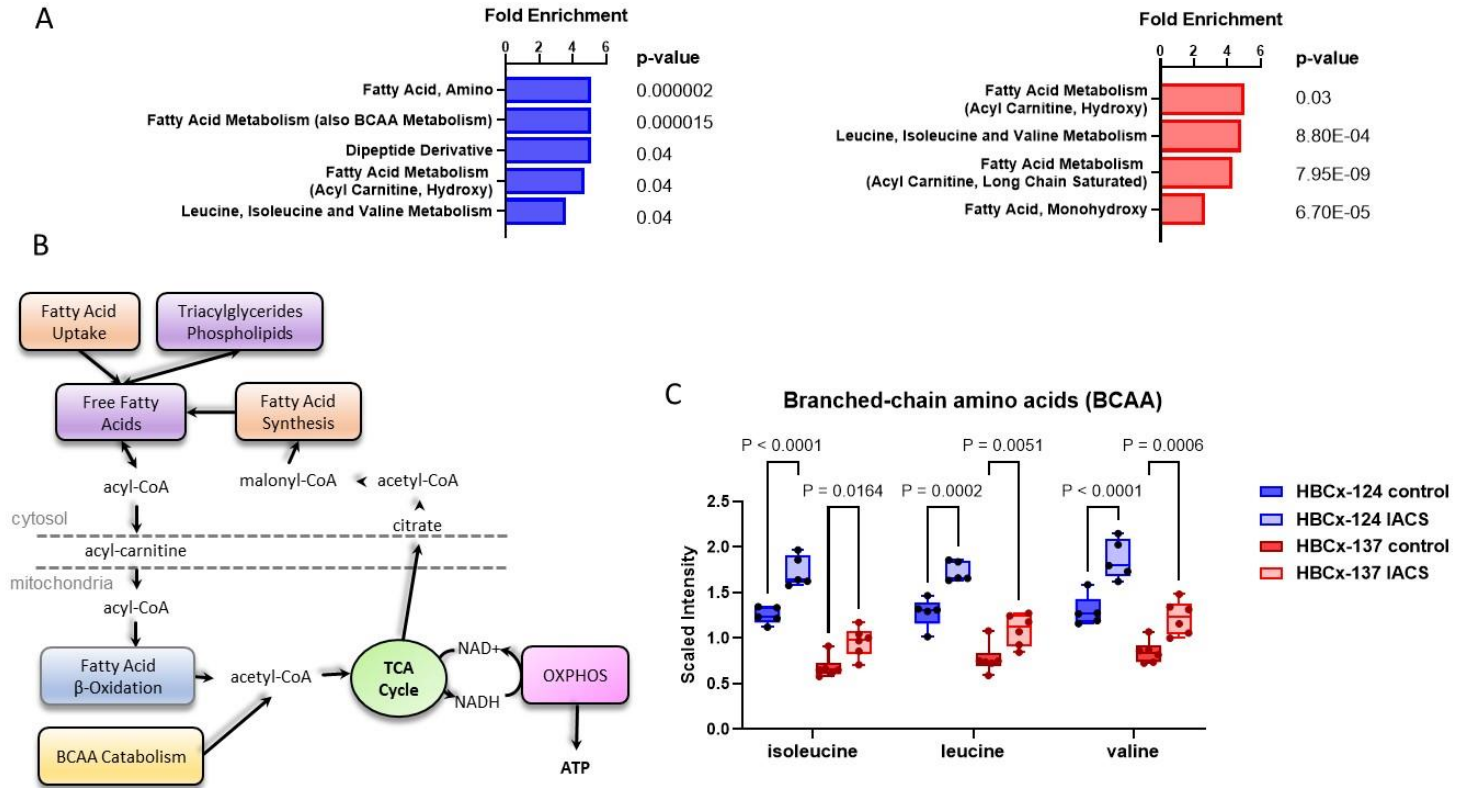 A
Fold Enrichment
0 2 4 6
p-value
Fatty Acid, Amino
0.000002
Fatty Acid Metabolism (also BCAA Metabolism)
0.000015
Dipeptide Derivative
0.04
Fatty Acid Metabolism
(Acyl Carnitine, Hydroxy)
0.04
Leucine, Isoleucine and Valine Metabolism
0.04
Fold Enrichment
0 2 4 6
p-value
Fatty Acid Metabolism
(Acyl Carnitine, Hydroxy)
0.03
Leucine, Isoleucine and Valine Metabolism
8.80E-04
Fatty Acid Metabolism
(Acyl Carnitine, Long Chain Saturated)
7.95E-09
Fatty Acid, Monohydroxy
6.70E-05
B
Fatty Acid
Uptake
Triacylglycerides
Phospholipids
Free Fatty
Acids
Fatty Acid
Synthesis
acyl-CoA
malonyl-CoA
acetyl-CoA
cytosol
citrate
acyl-carnitine
mitochondria
acyl-CoA
Fatty Acid
β-Oxidation
acetyl-CoA
TCA
Cycle
NAD+
NADH
OXPHOS
BCAA Catabolism
ATP
C
Branched-chain amino acids (BCAA)
P < 0.0001
P = 0.0164
P = 0.0002
P = 0.0051
P < 0.0001
P = 0.0006
Scaled Intensity
2.5
2.0
1.5
1.0
0.5
0.0
isoleucine
leucine
valine
HBCx-124 control
HBCx-124 IACS
HBCx-137 control
HBCx-137 IACS